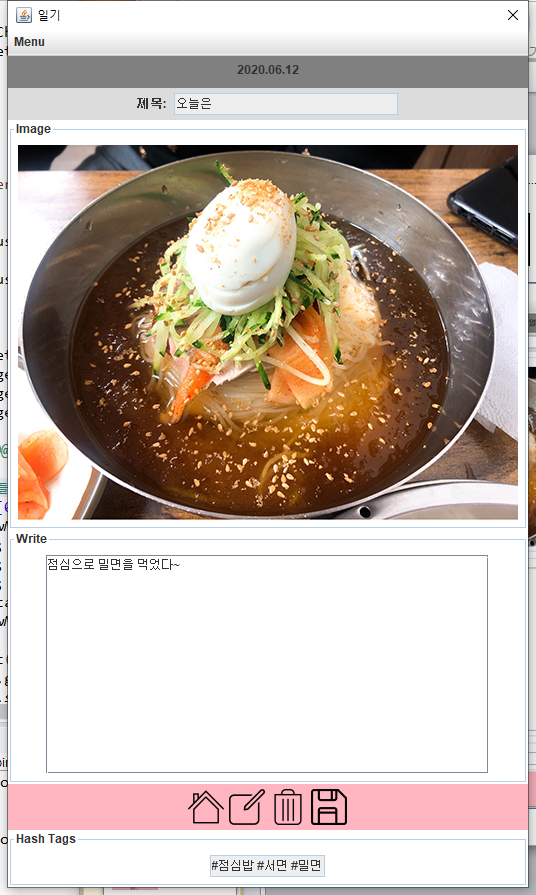 일기
Menu
2020.06.12
제목: 오늘은
Image
Write
점심으로 밀면을 먹었다~
Hash Tags
#점심밥 #서면 #밀면